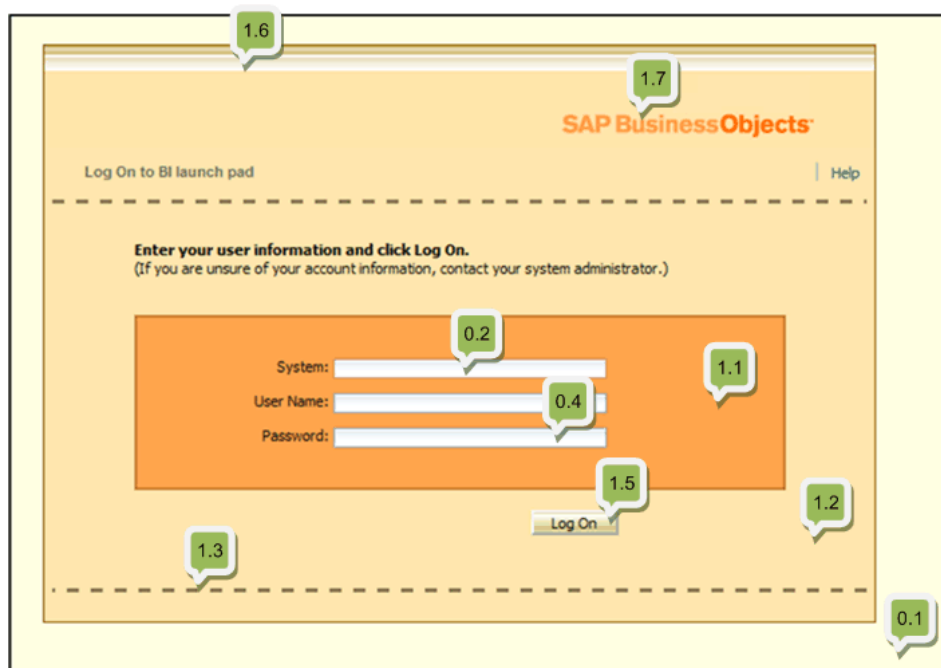 1.6
1.7
SAP BusinessObjects
Log On to BI launch pad
Help
Enter your user information and click Log On.
(If you are unsure of your account information, contact your system administrator.)
0.2
System:
1.1
User Name:
0.4
Password:
1.5
1.2
Log On
1.3
0.1